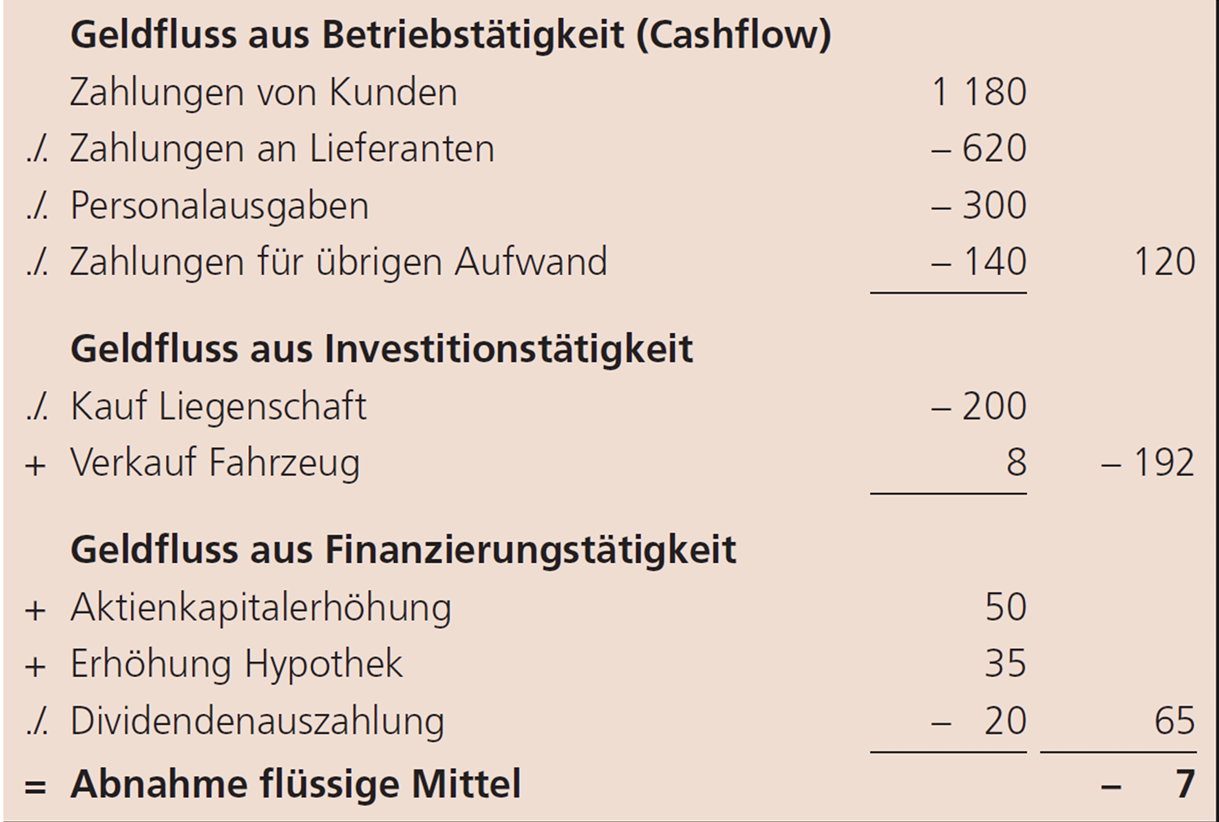 Geldfluss aus Betriebstätigkeit (Cashflow)
Zahlungen von Kunden 1 180
./. Zahlungen an Lieferanten – 620
./. Personalausgaben – 300
./. Zahlungen für übrigen Aufwand – 140 120
Geldfluss aus Investitionstätigkeit
./. Kauf Liegenschaft – 200
+ Verkauf Fahrzeug 8 – 192
Geldfluss aus Finanzierungstätigkeit
+ Aktienkapitalerhöhung 50
+ Erhöhung Hypothek 35
./. Dividendenauszahlung – 20 65
= Abnahme flüssige Mittel – 7